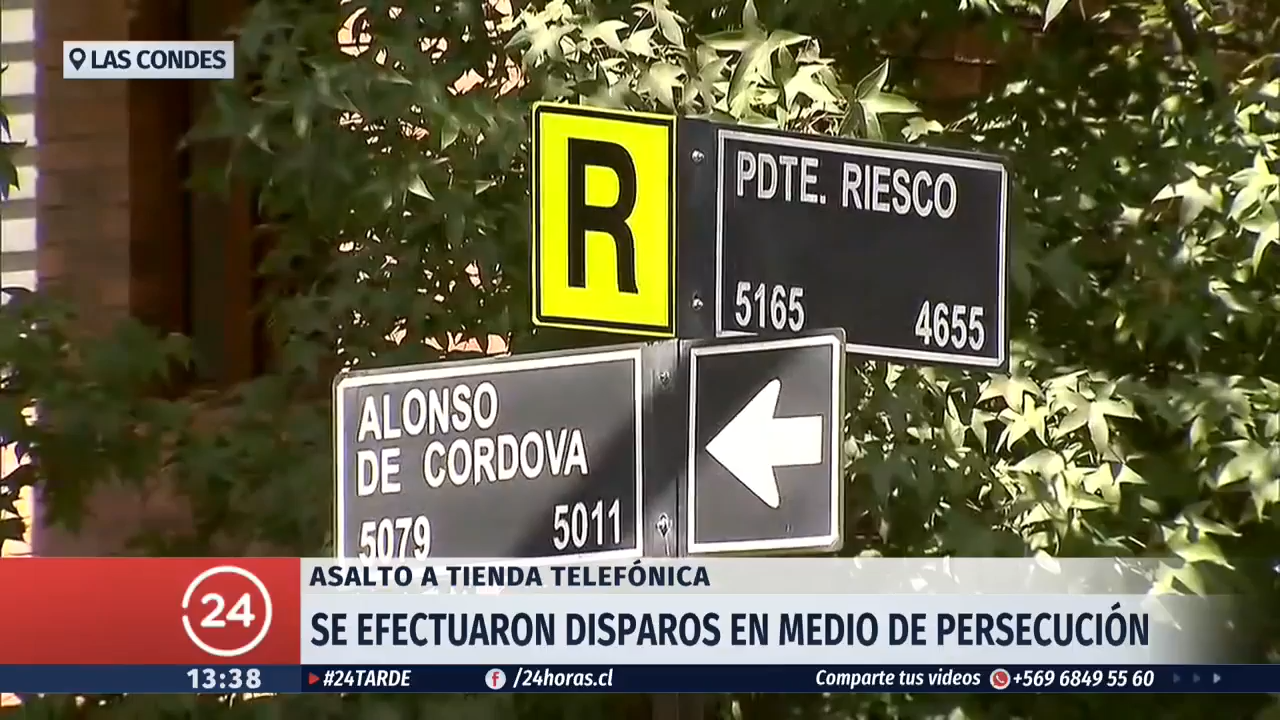 LAS CONDES
R
PDTE. RIESCO
5165 4655
ALONSO
DE CORDOVA
5079 5011
ASALTO A TIENDA TELEFÓNICA
24
SE EFECTUARON DISPAROS EN MEDIO DE PERSECUCIÓN
13:38 #24TARDE /24horas.cl Comparte tus videos +569 6849 55 60